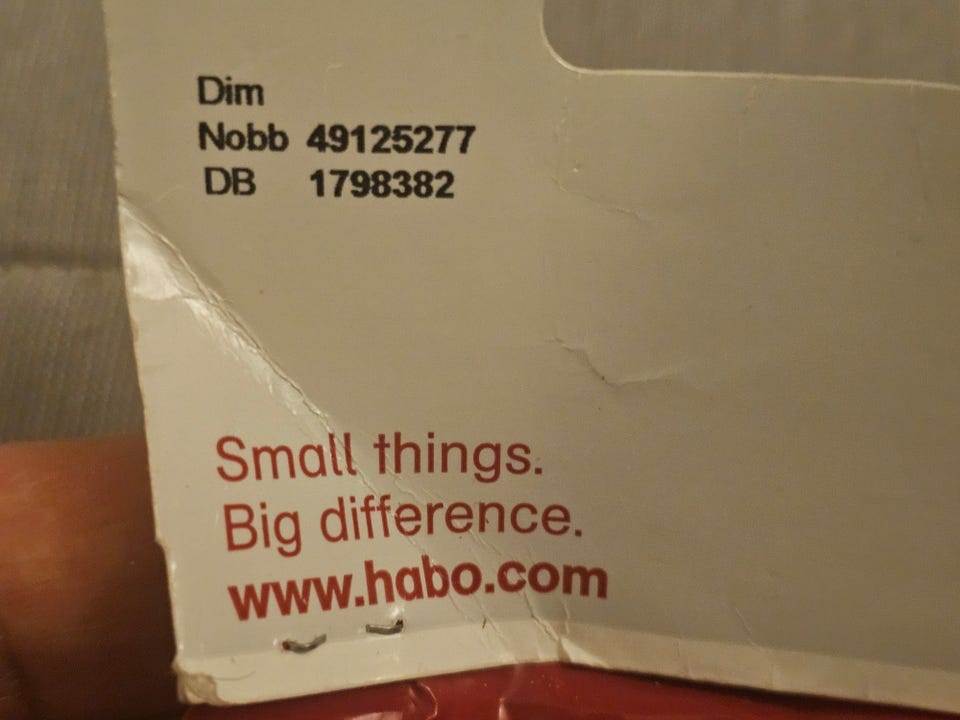 Dim
Nobb 49125277
DB 1798382
Small things.
Big difference.
www.habo.com